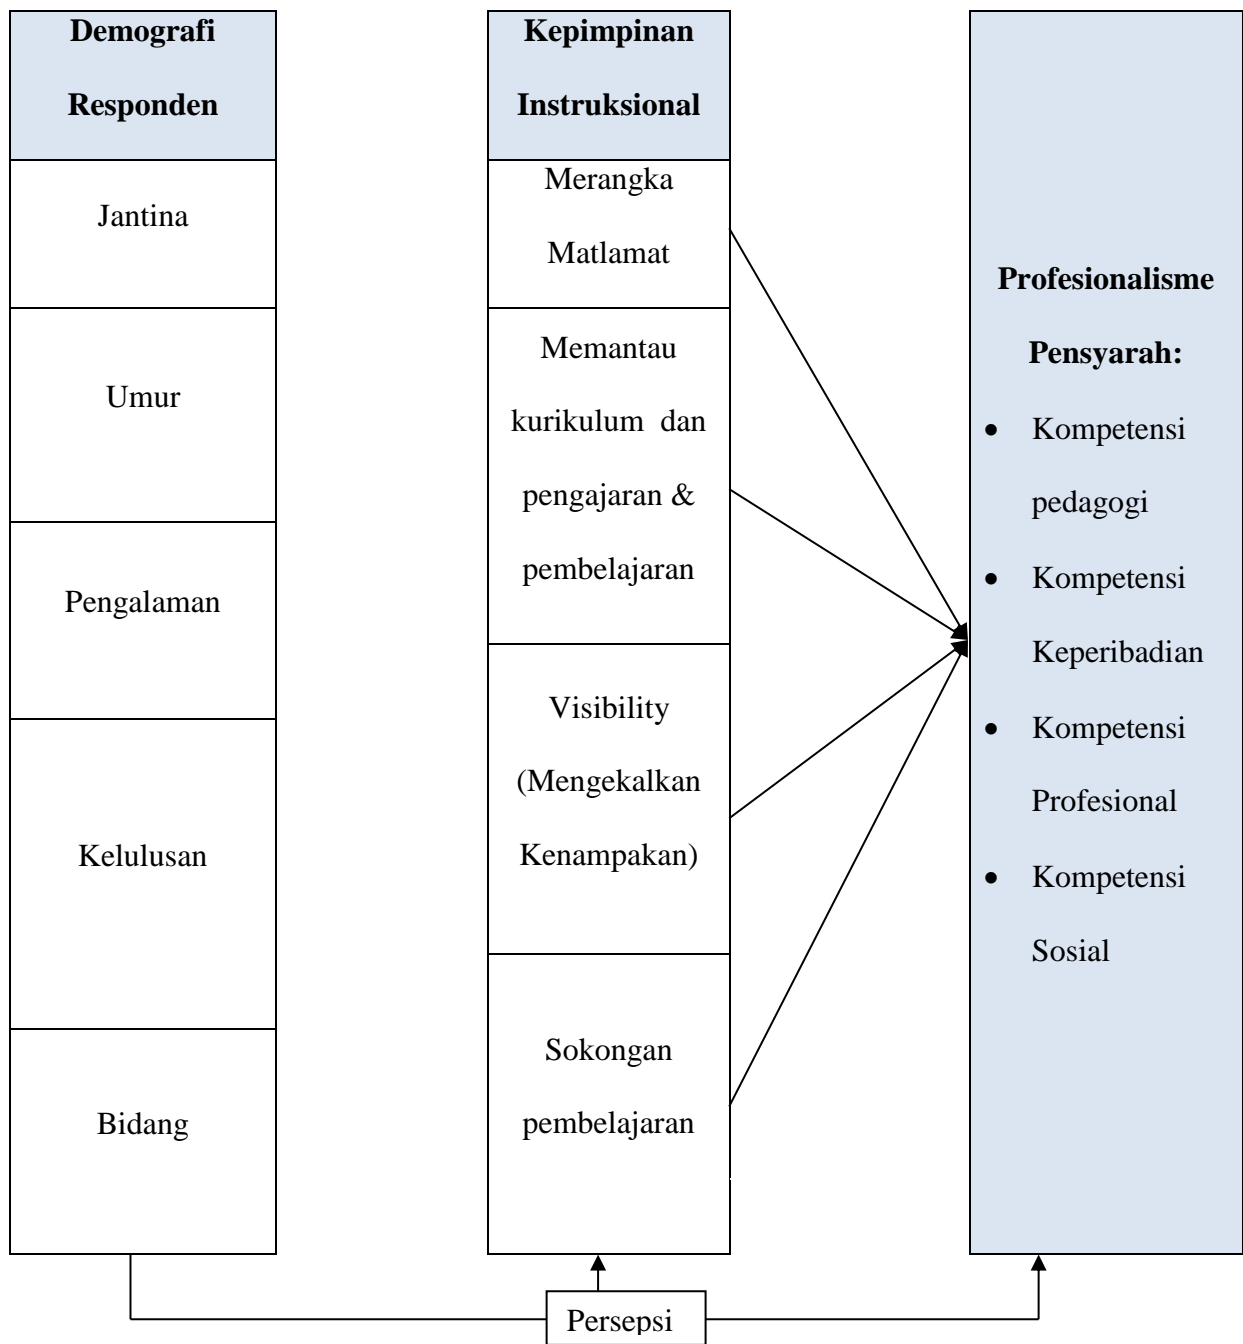 Demografi
Responden
Jantina
Umur
Pengalaman
Kelulusan
Bidang
Kepimpinan
Instruksional
Merangka
Matlamat
Memantau
kurikulum dan
pengajaran &
pembelajaran
Visibility
(Mengekalkan
Kenampakan)
Sokongan
pembelajaran
Profesionalisme
Pensyarah:
• Kompetensi
pedagogi
• Kompetensi
Keperibadian
• Kompetensi
Profesional
• Kompetensi
Sosial
Persepsi